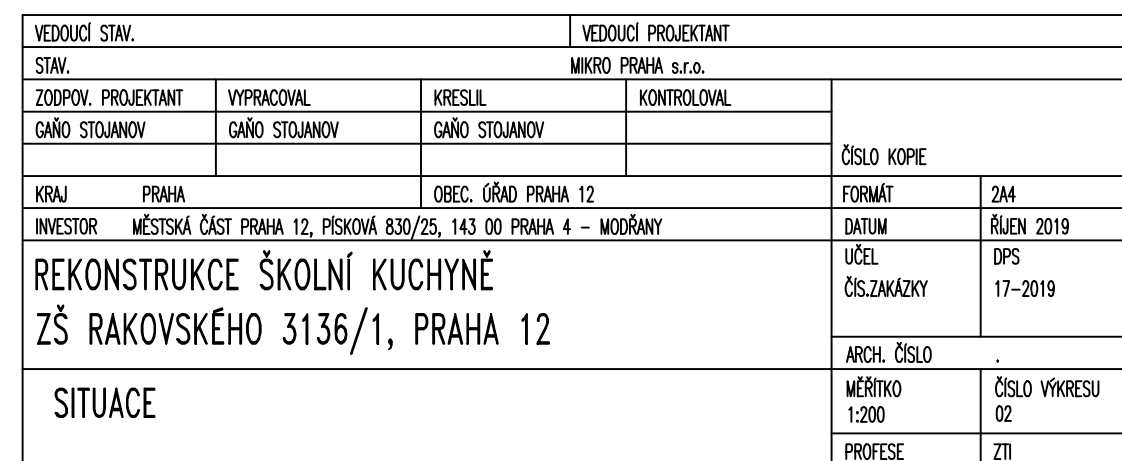 VEDOUCÍ STAV. VEDOUCÍ PROJEKTANT
STAV. MIKRO PRAHA s.r.o.
ZODPOV. PROJEKTANT VYPRACOVAL KRESLIL KONTROLOVAL
GAŇO STOJANOV GAŇO STOJANOV GAŇO STOJANOV
ČÍSLO KOPIE
KRAJ PRAHA OBEC. ÚŘAD PRAHA 12 FORMÁT 2A4
INVESTOR MĚSTSKÁ ČÁST PRAHA 12, PÍSKOVÁ 830/25, 143 00 PRAHA 4 – MODŘANY DATUM ŘÍJEN 2019
REKONSTRUKCE ŠKOLNÍ KUCHYNĚ
ZŠ RAKOVSKÉHO 3136/1, PRAHA 12
UČEL DPS
ČÍS.ZAKÁZKY 17–2019
ARCH. ČÍSLO .
SITUACE
MĚŘÍTKO ČÍSLO VÝKRESU
1:200 02
PROFESE ZTI